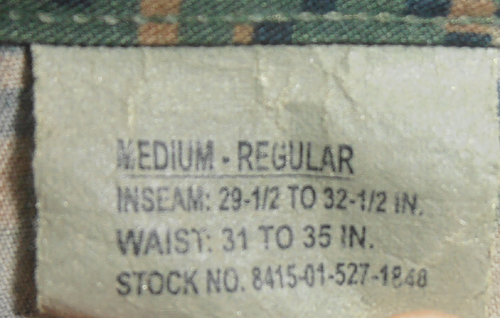 MEDIUM - REGULAR
INSEAM: 29-1/2 TO 32-1/2 IN.
WAIST: 31 TO 35 IN.
STOCK NO. 8415-01-527-1848